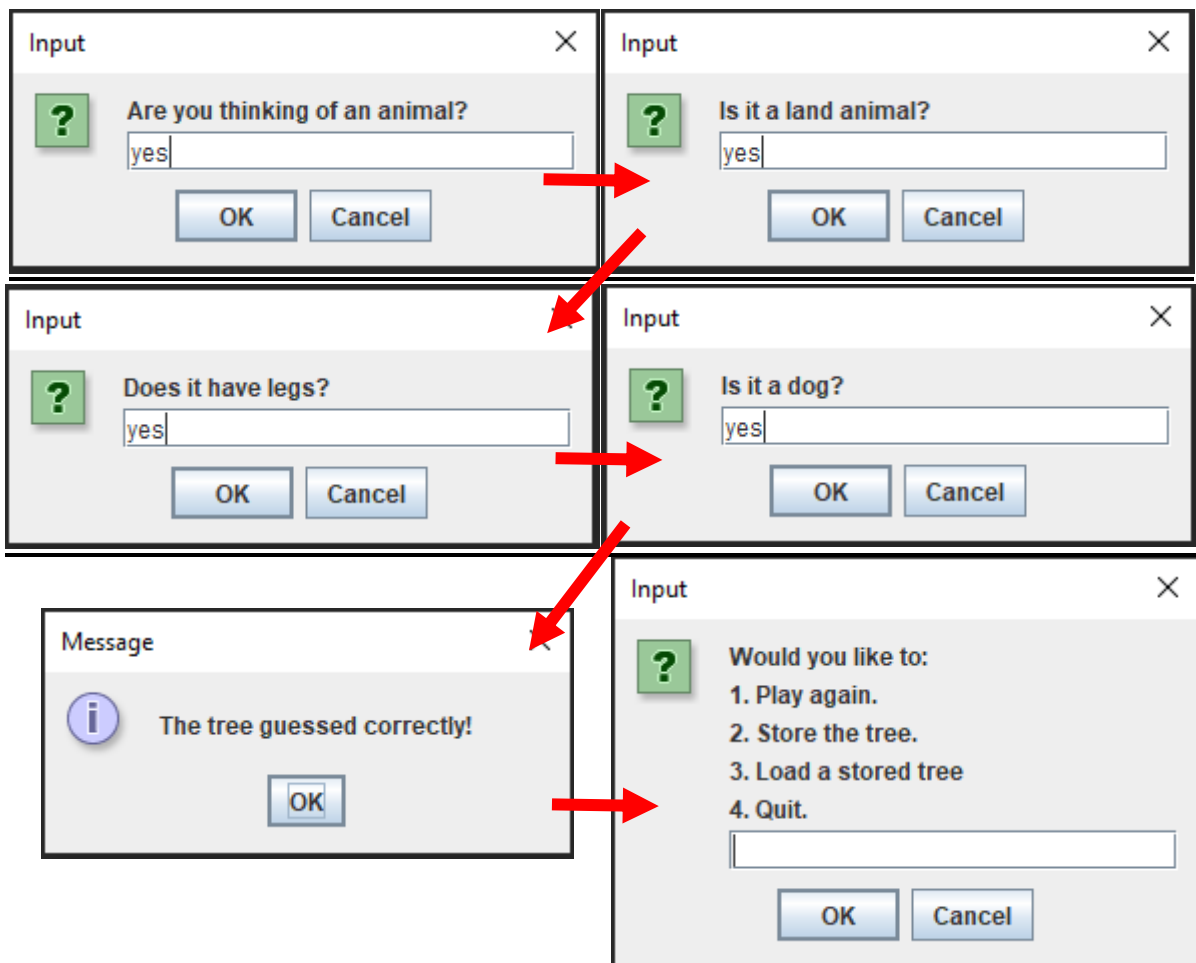 Input
Are you thinking of an animal?
yes
OK Cancel
Input
Is it a land animal?
yes
OK Cancel
Input
Does it have legs?
yes
OK Cancel
Input
Is it a dog?
yes
OK Cancel
Message
The tree guessed correctly!
OK
Input
Would you like to:
1. Play again.
2. Store the tree.
3. Load a stored tree
4. Quit.
OK Cancel